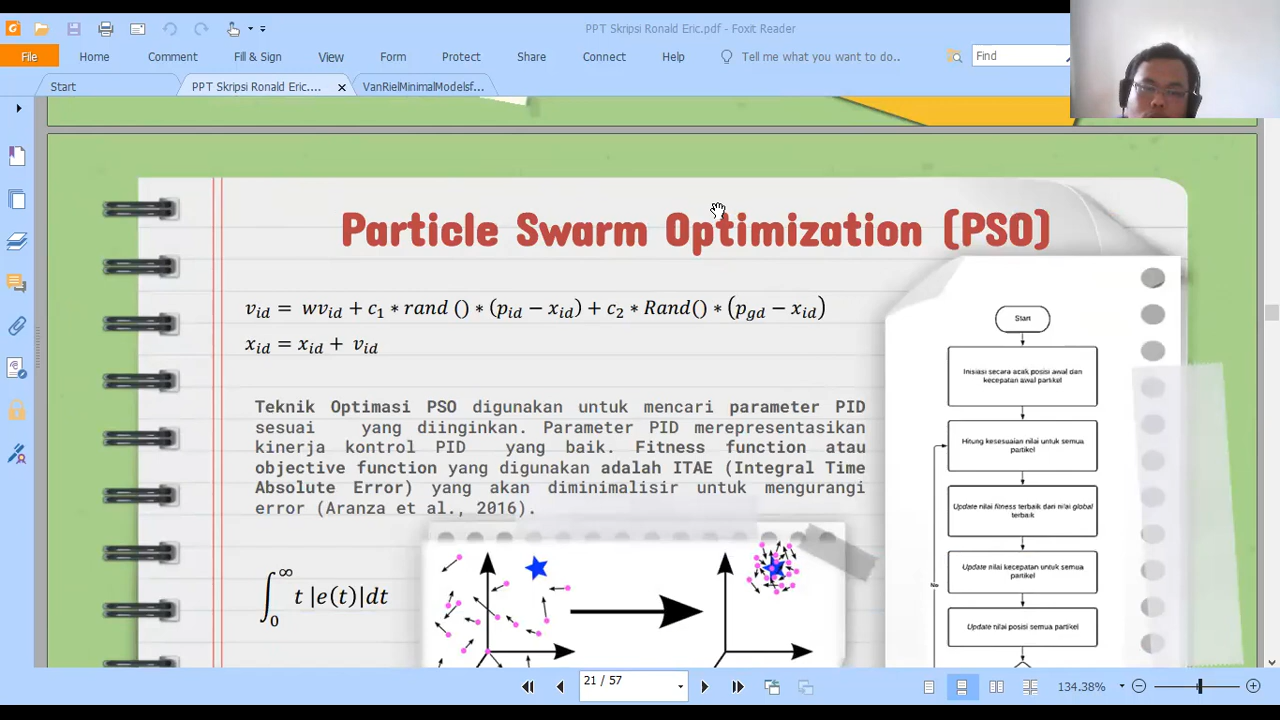 PPT Skripsi Ronald Eric.pdf - Foxit Reader
File Home Comment Fill & Sign View Form Protect Share Connect Help Tell me what you want to do.. Find
Start PPT Skripsi Ronald Eric.... VanRielMinimalModelsf...
Particle Swarm Optimization (PSO)
v_id = wv_id + c_1 * rand () * (p_id − x_id) + c_2 * Rand() * (p_gd − x_id)
x_id = x_id + v_id
Teknik Optimasi PSO digunakan untuk mencari parameter PID
sesuai yang diinginkan. Parameter PID merepresentasikan
kinerja kontrol PID yang baik. Fitness function atau
objective function yang digunakan adalah ITAE (Integral Time
Absolute Error) yang akan diminimalisir untuk mengurangi
error (Aranza et al., 2016).
∫_0^∞ t |e(t)|dt
Start
Inisiasi secara acak posisi awal dan
kecepatan awal partikel
Hitung kesesuaian nilai untuk semua
partikel
Update nilai fitness terbaik dan nilai global
terbaik
Update nilai kecepatan untuk semua
partikel
No
Update nilai posisi semua partikel
21 / 57
134.38%